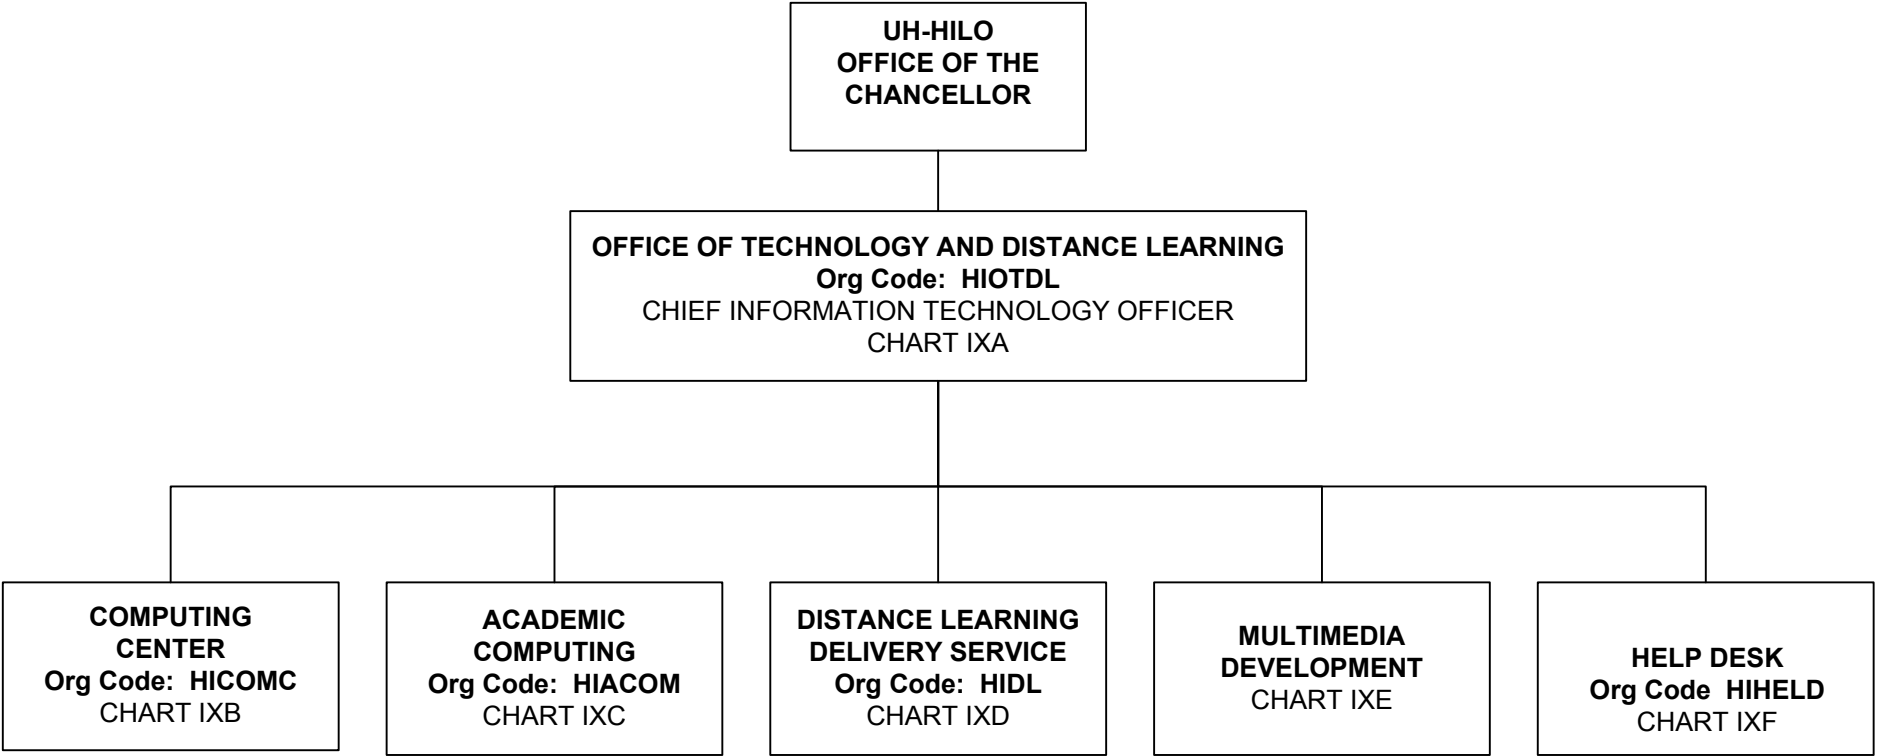 UH-HILO
OFFICE OF THE
CHANCELLOR
OFFICE OF TECHNOLOGY AND DISTANCE LEARNING
Org Code:  HIOTDL
CHIEF INFORMATION TECHNOLOGY OFFICER
CHART IXA
COMPUTING
CENTER
Org Code:  HICOMC
CHART IXB
ACADEMIC
COMPUTING
Org Code:  HIACOM
CHART IXC
DISTANCE LEARNING
DELIVERY SERVICE
Org Code:  HIDL
CHART IXD
MULTIMEDIA
DEVELOPMENT
CHART IXE
HELP DESK
Org Code  HIHELD
CHART IXF